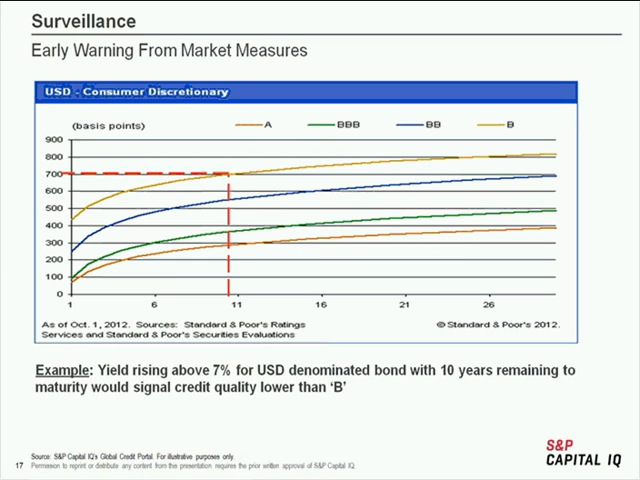 Surveillance
Early Warning From Market Measures
USD - Consumer Discretionary
(basis points)
A BBB BB B
900
800
700
600
500
400
300
200
100
0
1 6 11 16 21 26
As of Oct. 1, 2012. Sources: Standard & Poor's Ratings
Services and Standard & Poor's Securities Evaluations
© Standard & Poor's 2012.
Example: Yield rising above 7% for USD denominated bond with 10 years remaining to
maturity would signal credit quality lower than ‘B’
Source: S&P Capital IQ's Global Credit Portal. For illustrative purposes only.
17 Permission to reprint or distribute any content from this presentation requires the prior written approval of S&P Capital IQ.
S&P
CAPITAL IQ